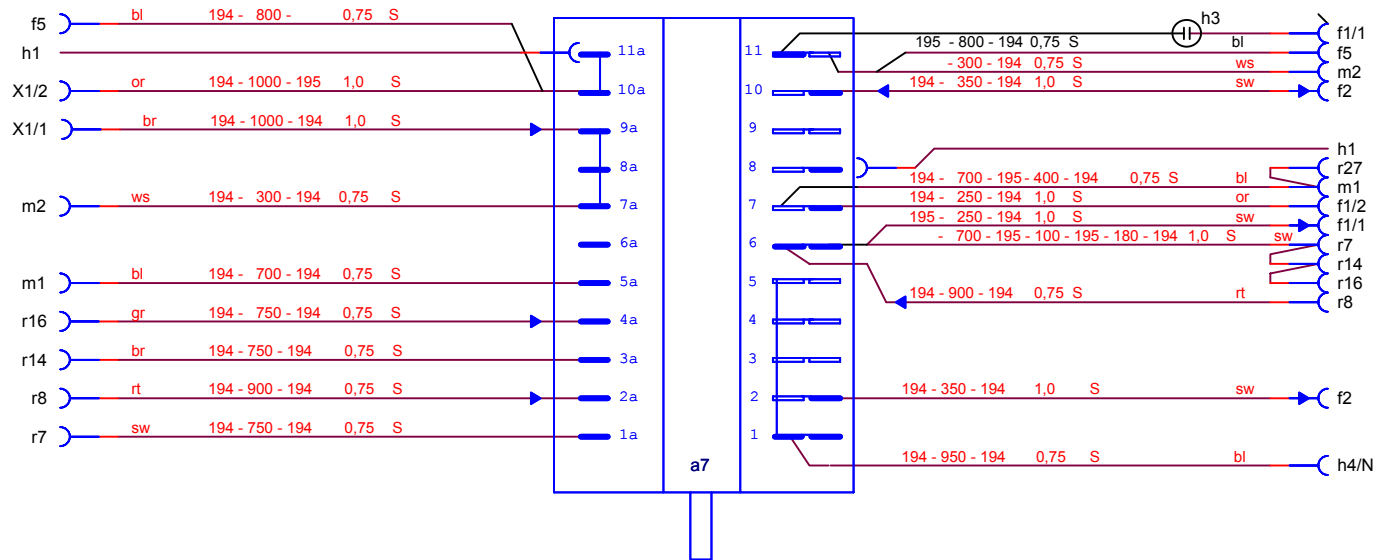 f5 bl 194 - 800 - 0,75 S
h1
X1/2 or 194 - 1000 - 195 1,0 S
X1/1 br 194 - 1000 - 194 1,0 S
m2 ws 194 - 300 - 194 0,75 S
m1 bl 194 - 700 - 194 0,75 S
r16 gr 194 - 750 - 194 0,75 S
r14 br 194 - 750 - 194 0,75 S
r8 rt 194 - 900 - 194 0,75 S
r7 sw 194 - 750 - 194 0,75 S
11a
10a
9a
8a
7a
6a
5a
4a
3a
2a
1a
a7
11
10
9
8
7
6
5
4
3
2
1
h3
f1/1
195 - 800 - 194 0,75 S bl f5
- 300 - 194 0,75 S ws m2
194 - 350 - 194 1,0 S sw f2
h1
r27
194 - 700 - 195 - 400 - 194 0,75 S bl m1
194 - 250 - 194 1,0 S or f1/2
195 - 250 - 194 1,0 S sw f1/1
- 700 - 195 - 100 - 195 - 180 - 194 1,0 S sw r7
r14
r16
194 - 900 - 194 0,75 S rt r8
194 - 350 - 194 1,0 S sw f2
194 - 950 - 194 0,75 S bl h4/N